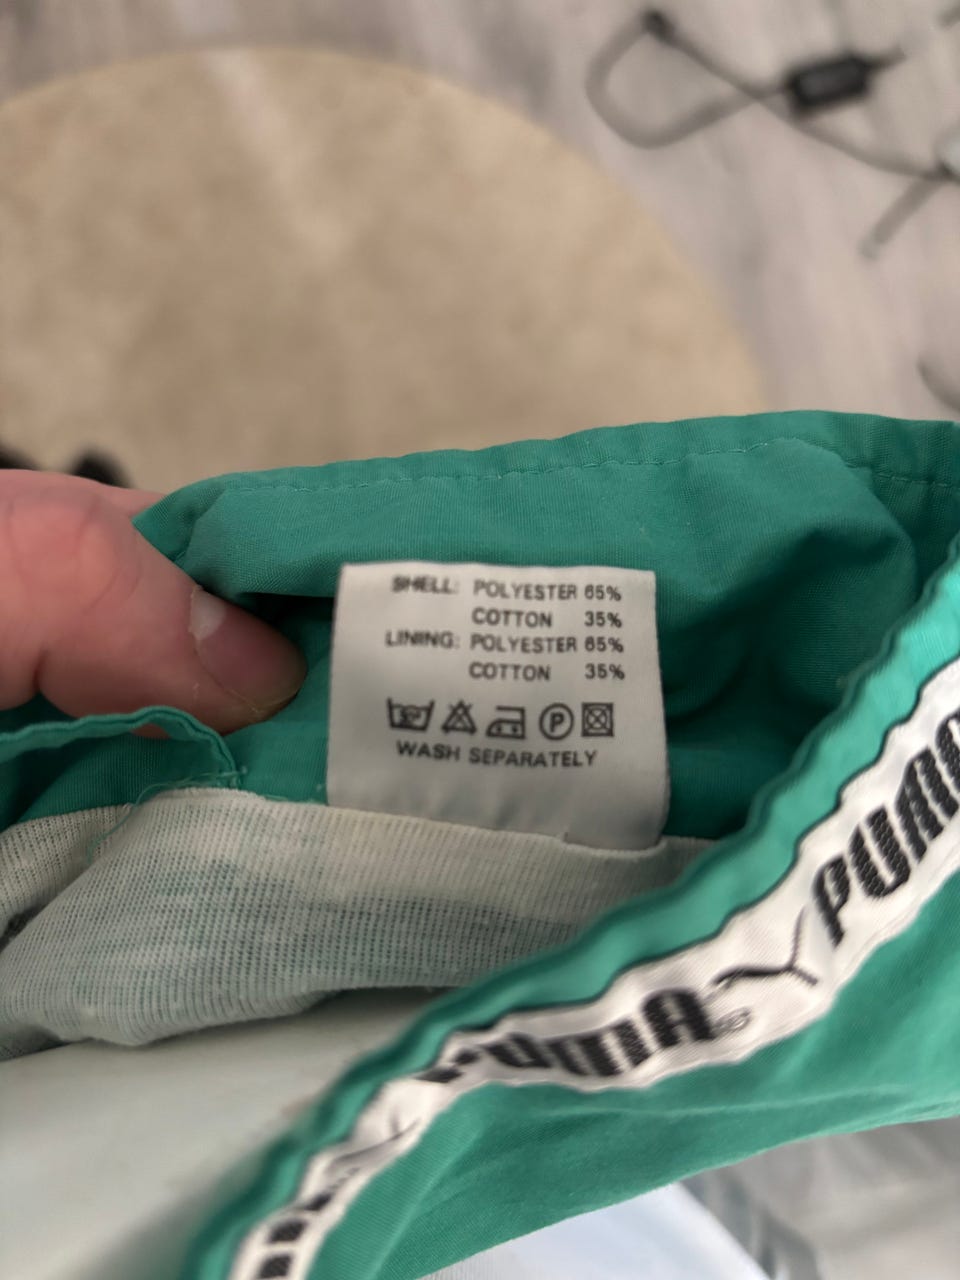 SHELL: POLYESTER 65%
COTTON 35%
LINING: POLYESTER 65%
COTTON 35%
P
WASH SEPARATELY
PUMA
PUMA